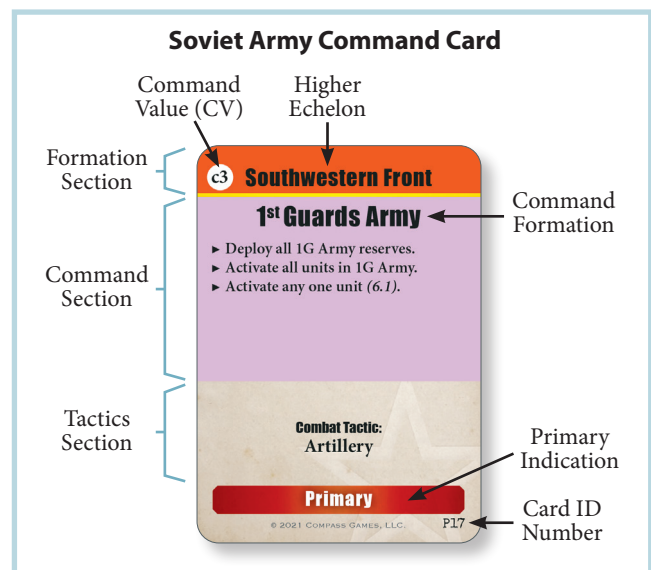 Soviet Army Command Card
Command
Value (CV)
Higher
Echelon
Formation
Section
c3 Southwestern Front
1st Guards Army
Command
Formation
► Deploy all 1G Army reserves.
► Activate all units in 1G Army.
► Activate any one unit (6.1).
Command
Section
Tactics
Section
Combat Tactic:
Artillery
Primary
Indication
Primary
© 2021 Compass Games, LLC.
P17
Card ID
Number